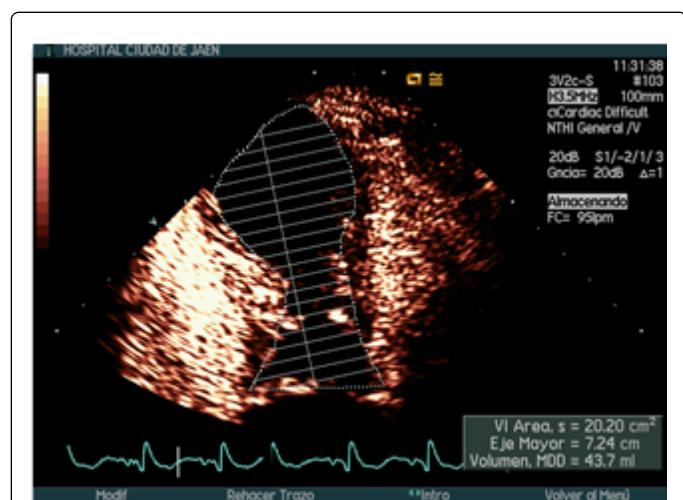 HOSPITAL CIUDAD DE JAEN
11:31:38
3V2c-S #103
H3.5MHz 100mm
Cardiac Difficult
NTHI General /V
20dB S1/-2/1/3
Gncia= 20dB Δ=1
Almacenando
FC= 95lpm
VI Area, s = 20.20 cm²
Eje Mayor = 7.24 cm
Volumen, MDD = 43.7 ml
Modif Rehacer Trazo Intro Volver al Menú